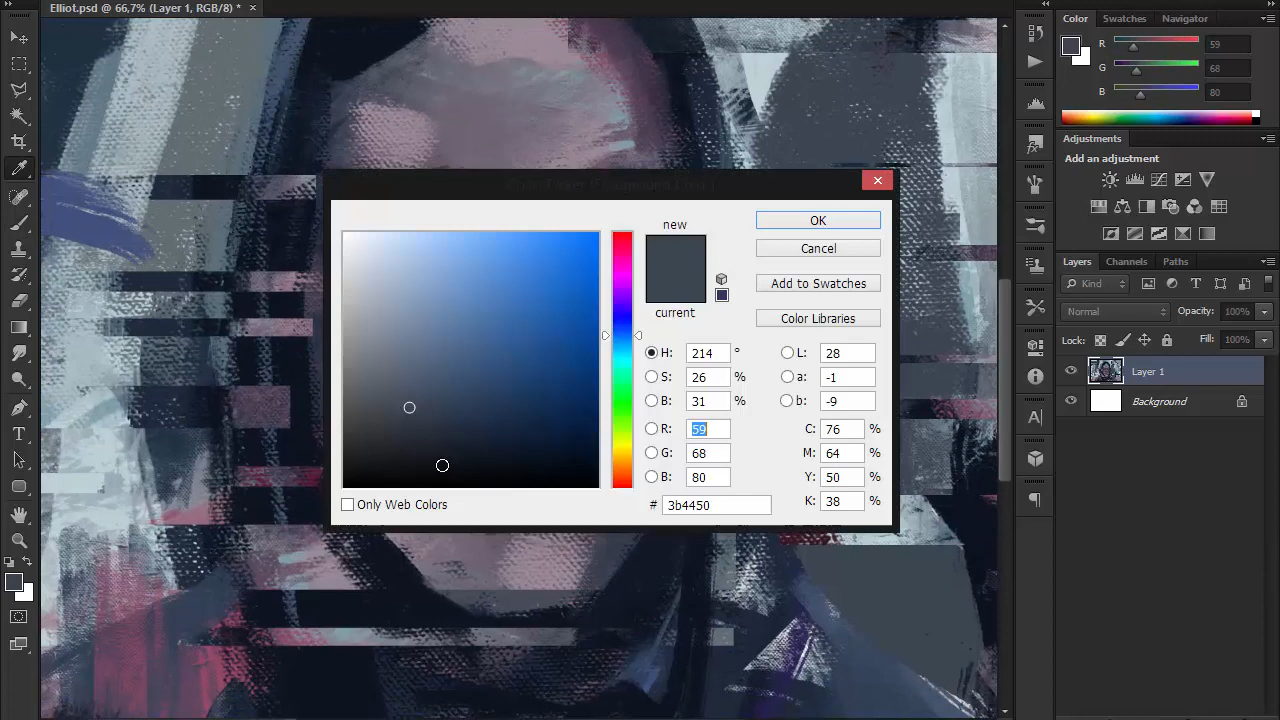 Elliot.psd @ 66,7% (Layer 1, RGB/8) * ×
Color Swatches Navigator
R 59
G 68
B 80
Adjustments
Add an adjustment
Layers Channels Paths
Kind
Normal Opacity: 100%
Lock: Fill: 100%
Layer 1
Background
new
current
OK
Cancel
Add to Swatches
Color Libraries
H: 214 °
S: 26 %
B: 31 %
R: 59
G: 68
B: 80
# 3b4450
L: 28
a: -1
b: -9
C: 76 %
M: 64 %
Y: 50 %
K: 38 %
Only Web Colors